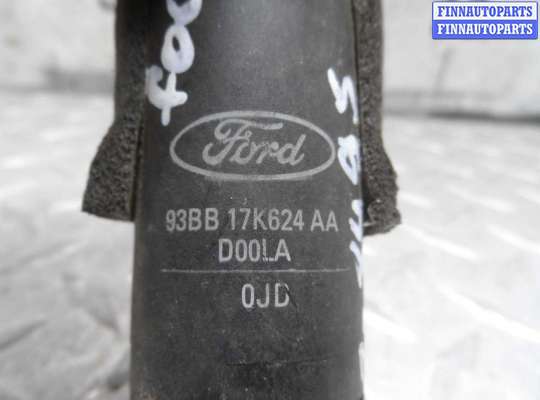 FINNAUTOPARTS
FINNAUTOPARTS
Ford
93BB 17K624 AA
D00LA
0JD